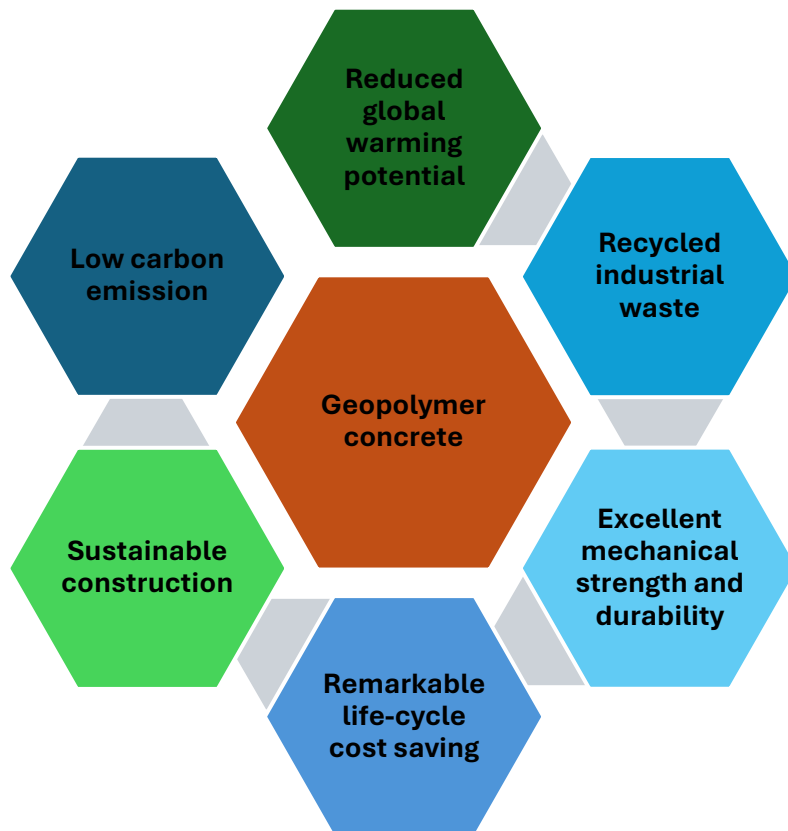 Reduced
global
warming
potential
Low carbon
emission
Recycled
industrial
waste
Geopolymer
concrete
Sustainable
construction
Excellent
mechanical
strength and
durability
Remarkable
life-cycle
cost saving